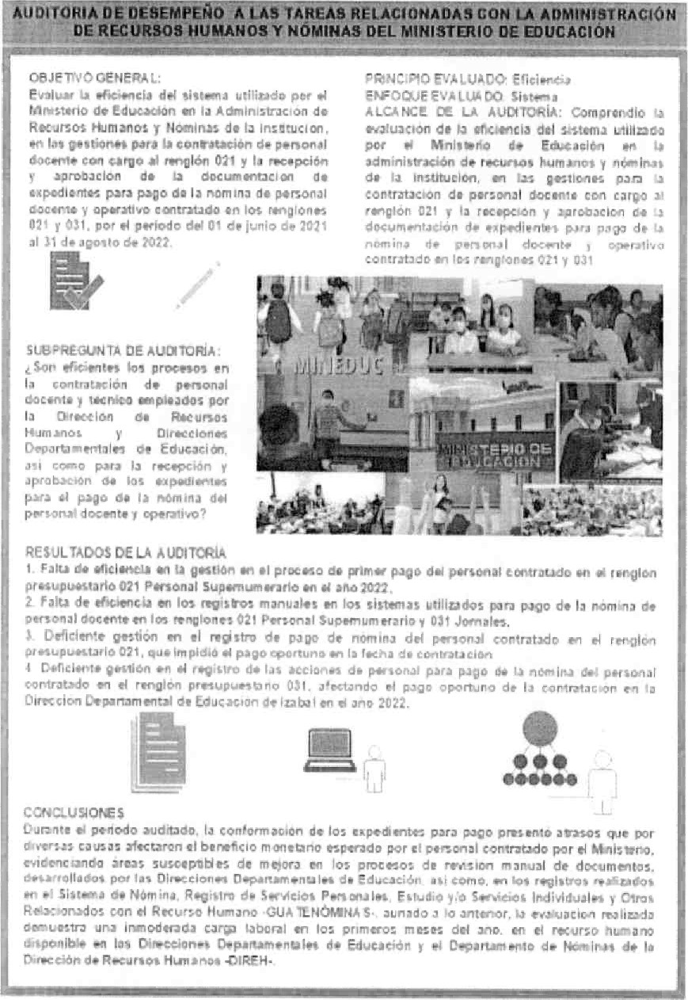 AUDITORIA DE DESEMPEÑO A LAS TAREAS RELACIONADAS CON LA ADMINISTRACIÓN
DE RECURSOS HUMANOS Y NÓMINAS DEL MINISTERIO DE EDUCACIÓN
OBJETIVO GENERAL:
Evaluar la eficiencia del sistema utilizado por el
Ministerio de Educación en la Administración de
Recursos Humanos y Nominas de la Institucion,
en las gestiones para la contratación de personal
docente con cargo al renglón 021 y la recepción
y aprobación de la documentacion de
expedientes para pago de la nomina de personal
docente y operativo contratado en los renglones
021 y 031, por el periodo del 01 de junio de 2021
al 31 de agosto de 2022.
PRINCIPIO EVALUADO: Eficiencia
ENFOQUE EVALUADO: Sistema
ALCANCE DE LA AUDITORÍA: Comprendio la
evaluación de la eficiencia del sistema utilizado
por el Ministerio de Educación en la
administración de recursos humanos y nóminas
de la institución, en las gestiones para la
contratación de personal docente con cargo al
renglón 021 y la recepción y aprobacion de la
documentación de expedientes para pago de la
nómina de personal docente y operativo
contratado en los renglones 021 y 031
SUBPREGUNTA DE AUDITORÍA:
¿Son eficientes los procesos en
la contratación de personal
docente y tecnico empleados por
la Direccion de Recursos
Humanos y Direcciones
Departamentales de Educación,
asi como para la recepción y
aprobación de los expedientes
para el pago de la nómina del
personal docente y operativo?
MINEDUC
MINISTERIO DE
EDUCACION
RESULTADOS DE LA AUDITORÍA
1. Falta de eficiencia en la gestión en el proceso de primer pago del personal contratado en el renglon
presupuestario 021 Personal Supernumerario en el año 2022.
2. Falta de eficiencia en los registros manuales en los sistemas utilizados para pago de la nómina de
personal docente en los renglones 021 Personal Supernumerario y 031 Jornales.
3. Deficiente gestión en el registro de pago de nómina del personal contratado en el renglón
presupuestario 021, que impidió el pago oportuno en la fecha de contratación
4. Deficiente gestión en el registro de las acciones de personal para pago de la nomina del personal
contratado en el renglón presupuestario 031, afectando el pago oportuno de la contratacion en la
Direccion Departamental de Educacion de Izabal en el ano 2022.
CONCLUSIONES
Durante el periodo auditado, la conformación de los expedientes para pago presentó atrasos que por
diversas causas afectaron el beneficio monetario esperado por el personal contratado por el Ministerio,
evidenciando áreas susceptibles de mejora en los procesos de revision manual de documentos,
desarrollados por las Direcciones Departamentales de Educación, así como, en los registros realizados
en el Sistema de Nómina, Registro de Servicios Personales, Estudio y/o Servicios Individuales y Otros
Relacionados con el Recurso Humano -GUATENÓMINAS-, aunado a lo anterior, la evaluacion realizada
demuestra una inmoderada carga laboral en los primeros meses del ano, en el recurso humano
disponible en las Direcciones Departamentales de Educación y el Departamento de Nóminas de la
Dirección de Recursos Humanos -DIREH-.